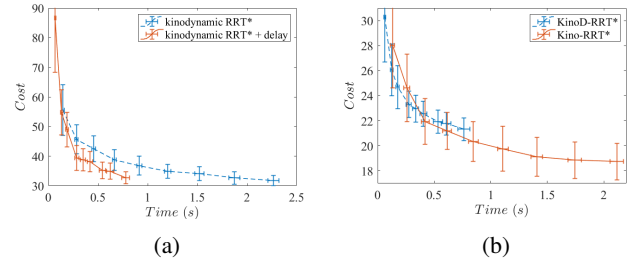 90
80
70
60
50
40
30
Cost
kinodynamic RRT*
kinodynamic RRT* + delay
0 0.5 1 1.5 2 2.5
Time (s)
(a)
30
28
26
24
22
20
18
Cost
KinoD-RRT*
Kino-RRT*
0 0.5 1 1.5 2
Time (s)
(b)